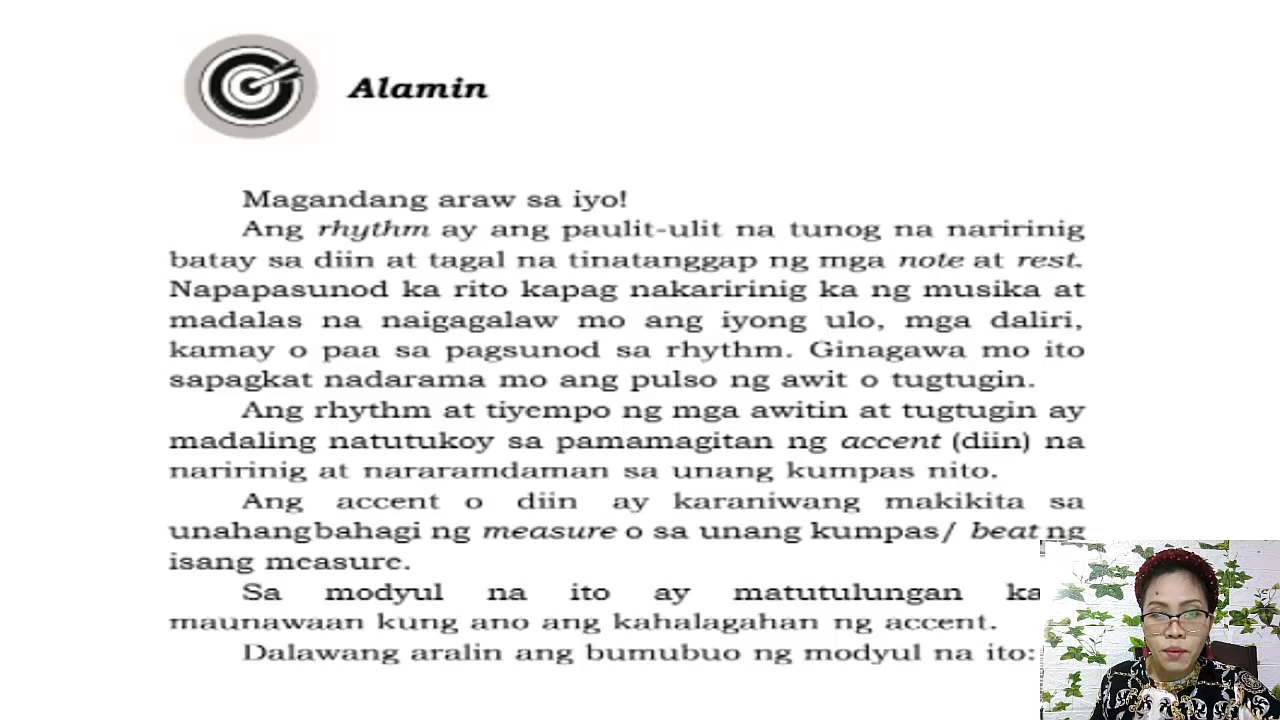 Alamin
Magandang araw sa iyo!
Ang rhythm ay ang paulit-ulit na tunog na naririnig
batay sa diin at tagal na tinatanggap ng mga note at rest.
Napapasunod ka rito kapag nakaririnig ka ng musika at
madalas na naigagalaw mo ang iyong ulo, mga daliri,
kamay o paa sa pagsunod sa rhythm. Ginagawa mo ito
sapagkat nadarama mo ang pulso ng awit o tugtugin.
Ang rhythm at tiyempo ng mga awitin at tugtugin ay
madaling natutukoy sa pamamagitan ng accent (diin) na
naririnig at nararamdaman sa unang kumpas nito.
Ang accent o diin ay karaniwang makikita sa
unahangbahagi ng measure o sa unang kumpas/ beat ng
isang measure.
Sa modyul na ito ay matutulungan ka
maunawaan kung ano ang kahalagahan ng accent.
Dalawang aralin ang bumubuo ng modyul na ito: